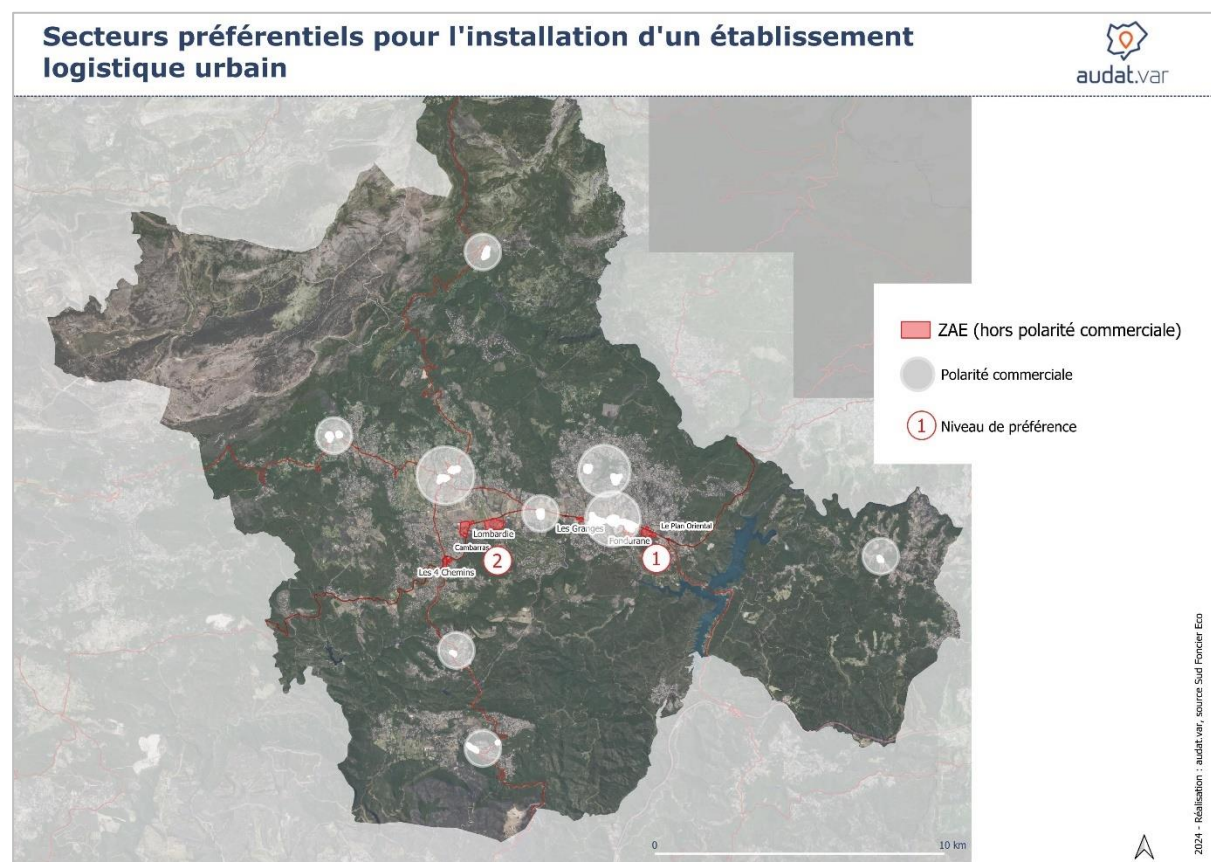 Secteurs préférentiels pour l'installation d'un établissement
logistique urbain
audat.var
ZAE (hors polarité commerciale)
Polarité commerciale
1 Niveau de préférence
Les Granges
Le Plan Oriental
Lombardie
Fondurane
Cambarras
2
1
Les 4 Chemins
0 10 km
2024 - Réalisation : audat.var, source Sud Foncier Eco